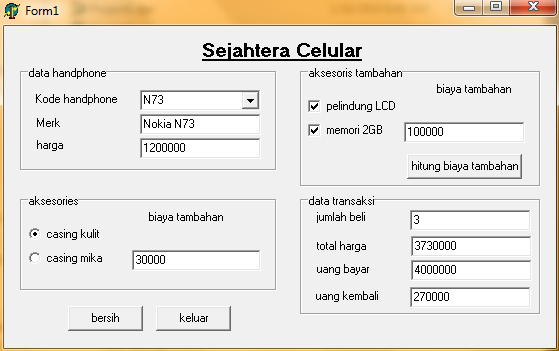 Form1
Sejahtera Celular
data handphone
Kode handphone N73
Merk Nokia N73
harga 1200000
aksesoris tambahan
biaya tambahan
pelindung LCD
memori 2GB 100000
hitung biaya tambahan
aksesories
biaya tambahan
casing kulit
casing mika 30000
data transaksi
jumlah beli 3
total harga 3730000
uang bayar 4000000
uang kembali 270000
bersih keluar